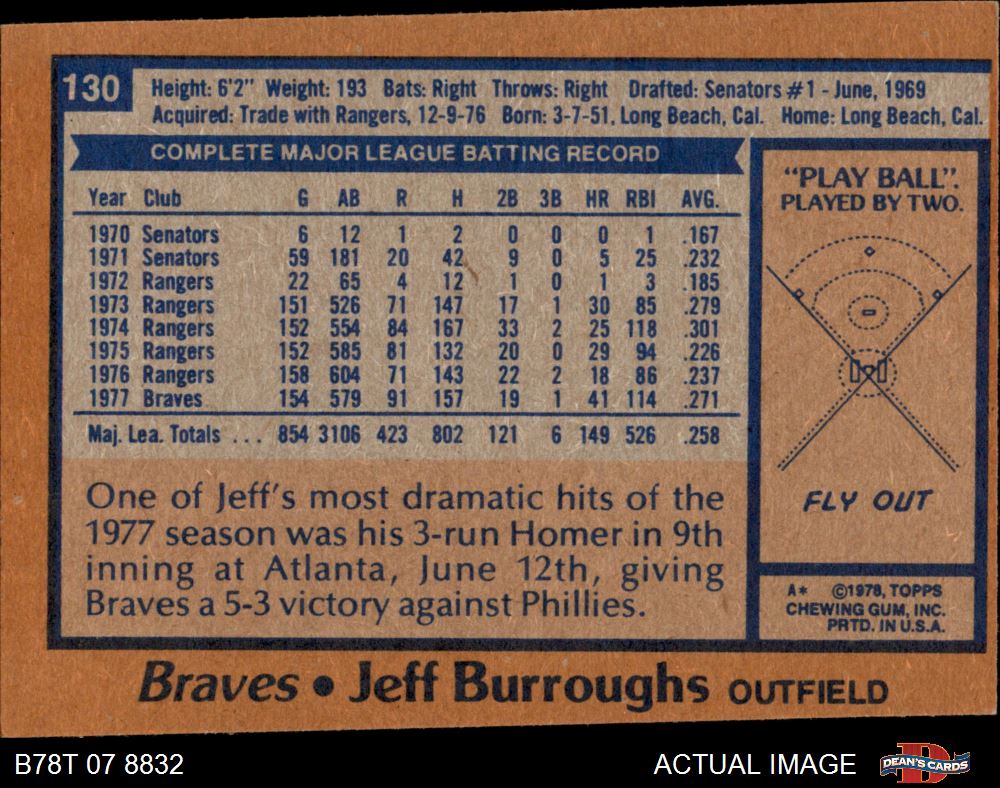 130
Height: 6'2" Weight: 193 Bats: Right Throws: Right Drafted: Senators #1 - June, 1969
Acquired: Trade with Rangers, 12-9-76 Born: 3-7-51, Long Beach, Cal. Home: Long Beach, Cal.
COMPLETE MAJOR LEAGUE BATTING RECORD
Year Club G AB R H 2B 3B HR RBI AVG.
1970 Senators 6 12 1 2 0 0 0 1 .167
1971 Senators 59 181 20 42 9 0 5 25 .232
1972 Rangers 22 65 4 12 1 0 1 3 .185
1973 Rangers 151 526 71 147 17 1 30 85 .279
1974 Rangers 152 554 84 167 33 2 25 118 .301
1975 Rangers 152 585 81 132 20 0 29 94 .226
1976 Rangers 158 604 71 143 22 2 18 86 .237
1977 Braves 154 579 91 157 19 1 41 114 .271
Maj. Lea. Totals ... 854 3106 423 802 121 6 149 526 .258
One of Jeff's most dramatic hits of the
1977 season was his 3-run Homer in 9th
inning at Atlanta, June 12th, giving
Braves a 5-3 victory against Phillies.
"PLAY BALL".
PLAYED BY TWO.
FLY OUT
A* ©1978, TOPPS
CHEWING GUM, INC.
PRTD. IN U.S.A.
Braves • Jeff Burroughs OUTFIELD
B78T 07 8832
ACTUAL IMAGE
D
DEAN'S CARDS